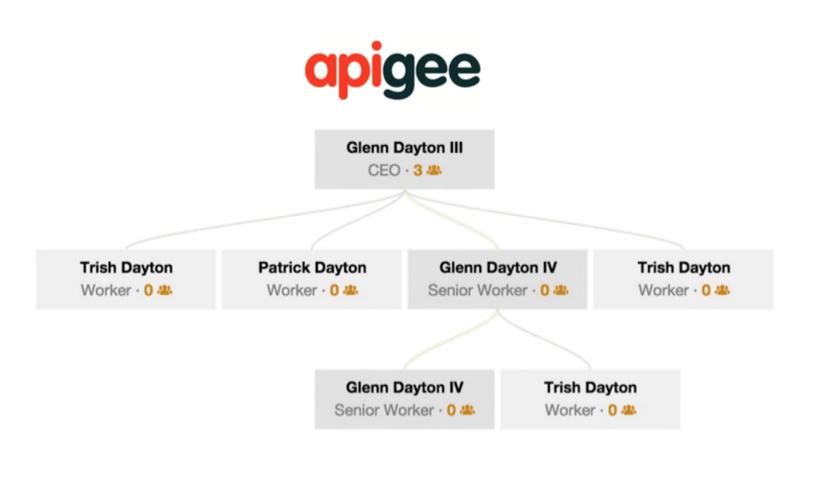 apigee
Glenn Dayton III
CEO · 3
Trish Dayton
Worker · 0
Patrick Dayton
Worker · 0
Glenn Dayton IV
Senior Worker · 0
Trish Dayton
Worker · 0
Glenn Dayton IV
Senior Worker · 0
Trish Dayton
Worker · 0